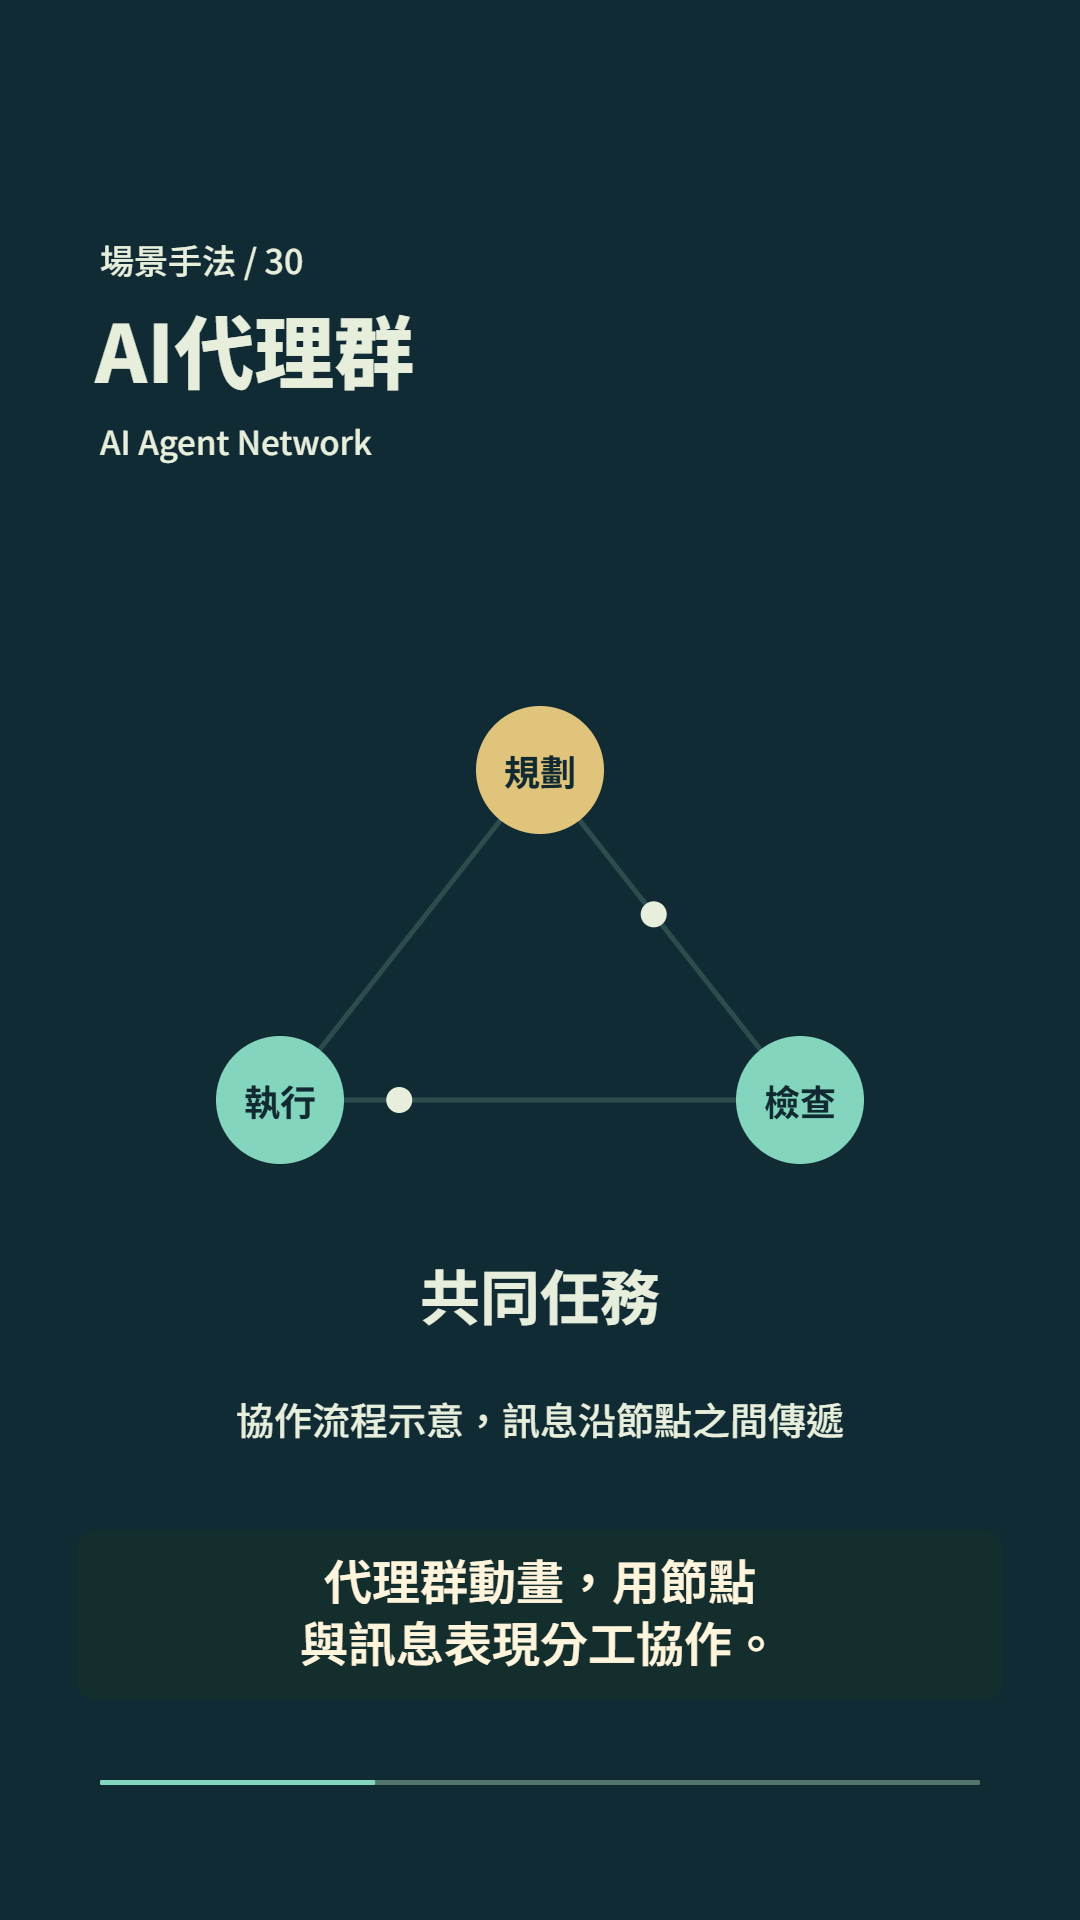 場景手法 / 30
AI代理群
AI Agent Network
規劃
執行
檢查
共同任務
協作流程示意，訊息沿節點之間傳遞
代理群動畫，用節點
與訊息表現分工協作。